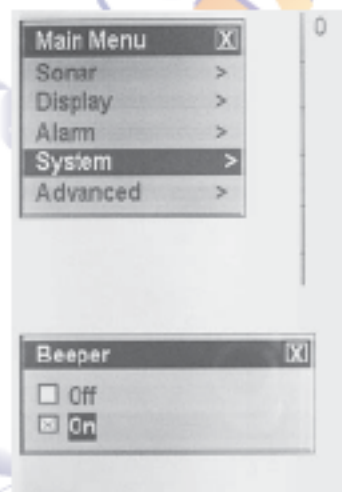 Main Menu X
0
Sonar >
Display >
Alarm >
System >
Advanced >
Beeper X
Off
On